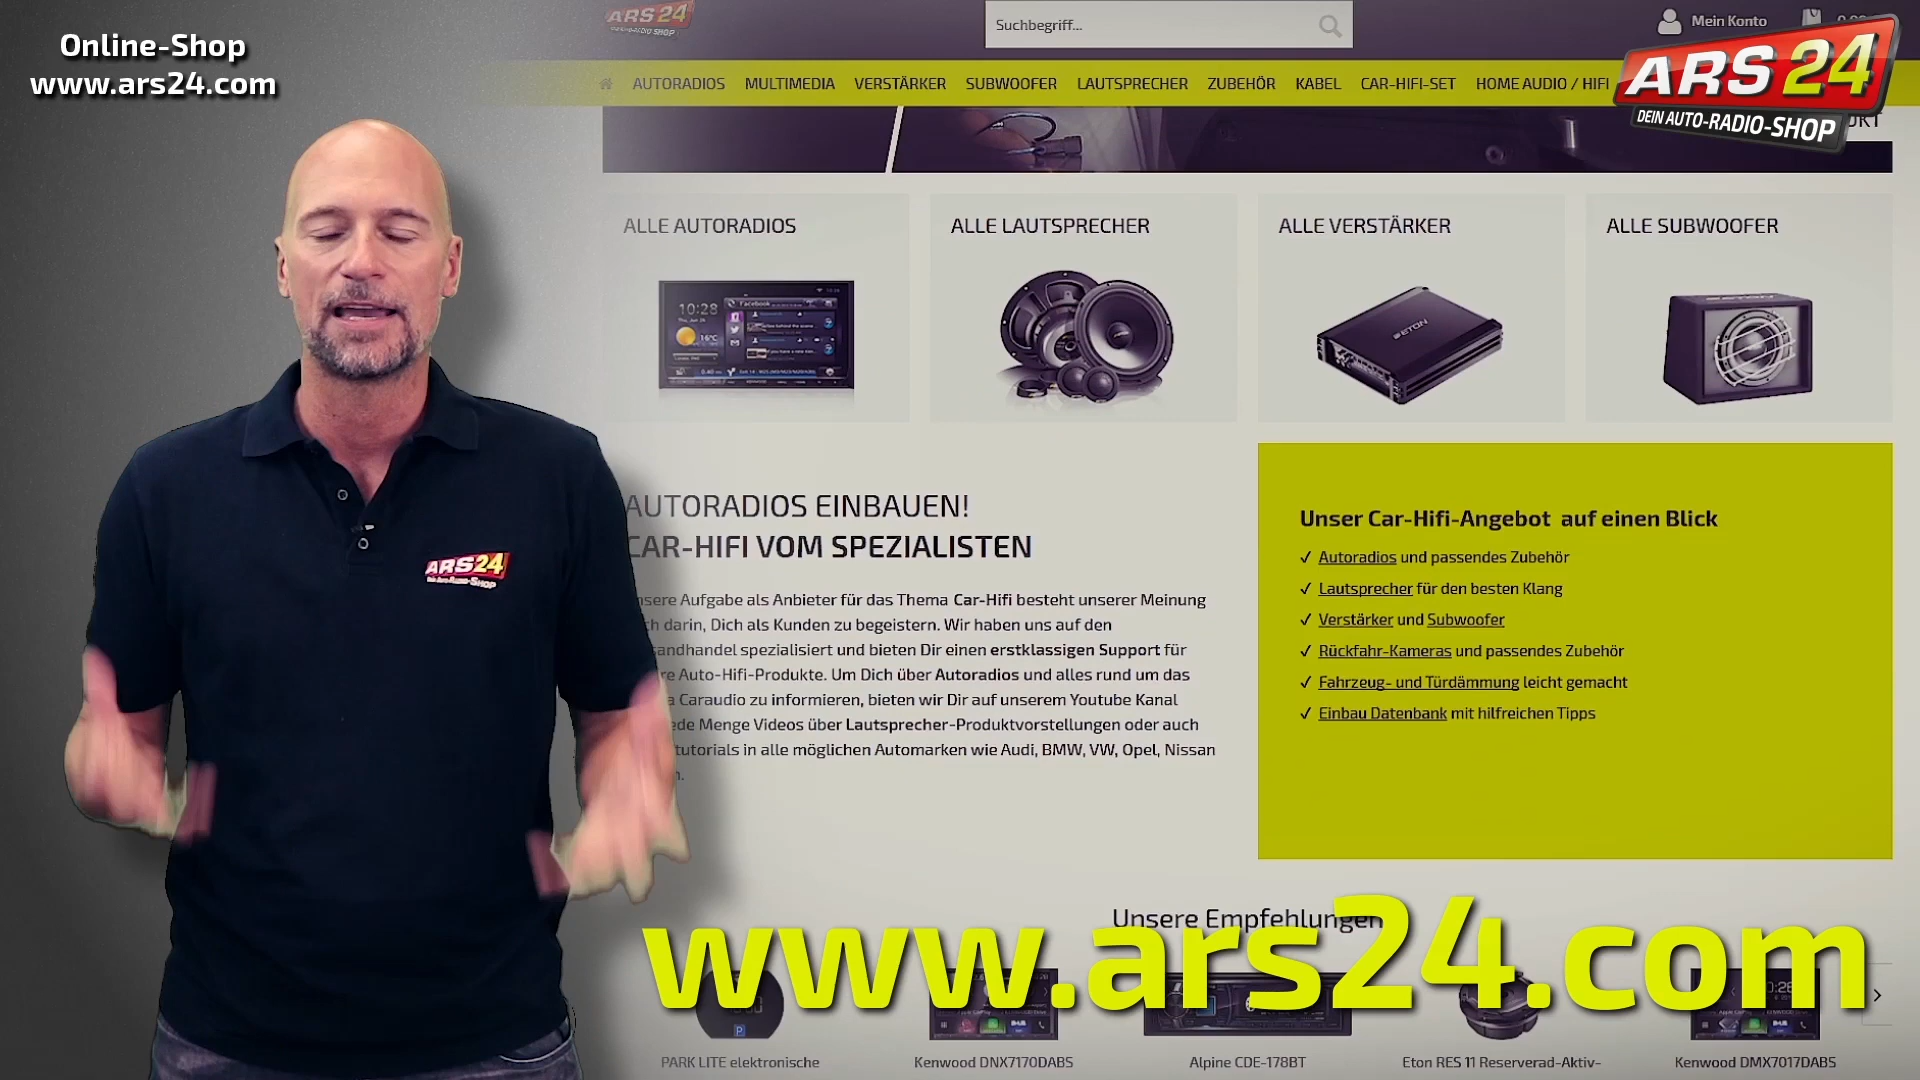 Online-Shop
www.ars24.com
ARS 24
Suchbegriff...
Mein Konto
ARS 24
DEIN AUTO-RADIO-SHOP
AUTORADIOS MULTIMEDIA VERSTÄRKER SUBWOOFER LAUTSPRECHER ZUBEHÖR KABEL CAR-HIFI-SET HOME AUDIO / HIFI
ALLE AUTORADIOS
ALLE LAUTSPRECHER
ALLE VERSTÄRKER
ALLE SUBWOOFER
10:28
Facebook
16°C
ETON
AUTORADIOS EINBAUEN!
CAR-HIFI VOM SPEZIALISTEN
Aufgabe als Anbieter für das Thema Car-Hifi besteht unserer Meinung
darin, Dich als Kunden zu begeistern. Wir haben uns auf den
spezialisiert und bieten Dir einen erstklassigen Support für
Auto-Hifi-Produkte. Um Dich über Autoradios und alles rund um das
Caraudio zu informieren, bieten wir Dir auf unserem Youtube Kanal
Menge Videos über Lautsprecher-Produktvorstellungen oder auch
tutorials in alle möglichen Automarken wie Audi, BMW, VW, Opel, Nissan
Unser Car-Hifi-Angebot auf einen Blick
✓ Autoradios und passendes Zubehör
✓ Lautsprecher für den besten Klang
✓ Verstärker und Subwoofer
✓ Rückfahr-Kameras und passendes Zubehör
✓ Fahrzeug- und Türdämmung leicht gemacht
✓ Einbau Datenbank mit hilfreichen Tipps
ARS24
Unsere Empfehlungen
www.ars24.com
PARK LITE elektronische
Kenwood DNX7170DABS
Alpine CDE-178BT
Eton RES 11 Reserverad-Aktiv-
Kenwood DMX7017DABS